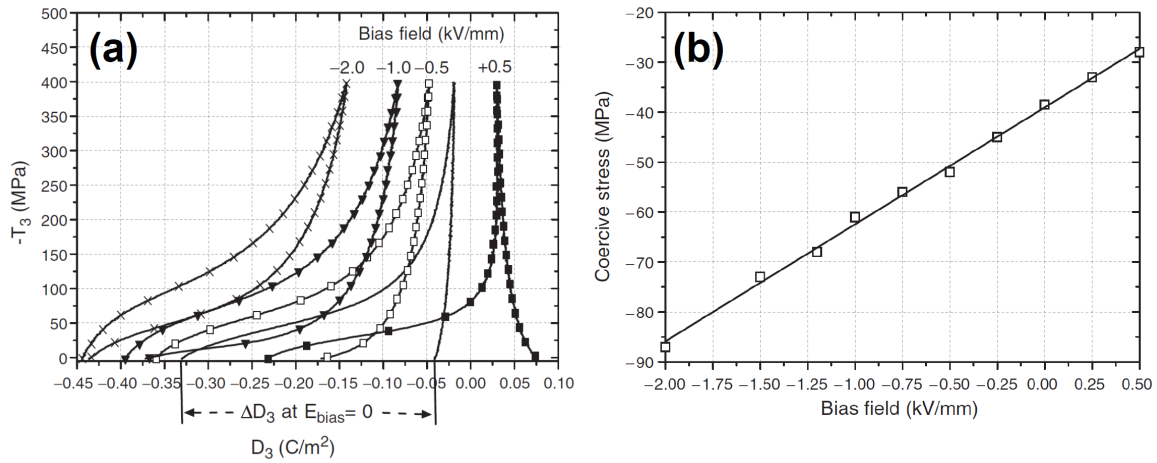 (a)
Bias field (kV/mm)
−2.0 −1.0 −0.5 +0.5
500
450
400
350
300
250
200
150
100
50
0
-T3 (MPa)
−0.45 −0.40 −0.35 −0.30 −0.25 −0.20 −0.15 −0.10 −0.05 0.00 0.05 0.10
ΔD3 at Ebias= 0
D3 (C/m2)
(b)
−20
−30
−40
−50
−60
−70
−80
−90
Coercive stress (MPa)
−2.00 −1.75 −1.50 −1.25 −1.00 −0.75 −0.50 −0.25 0.00 0.25 0.50
Bias field (kV/mm)